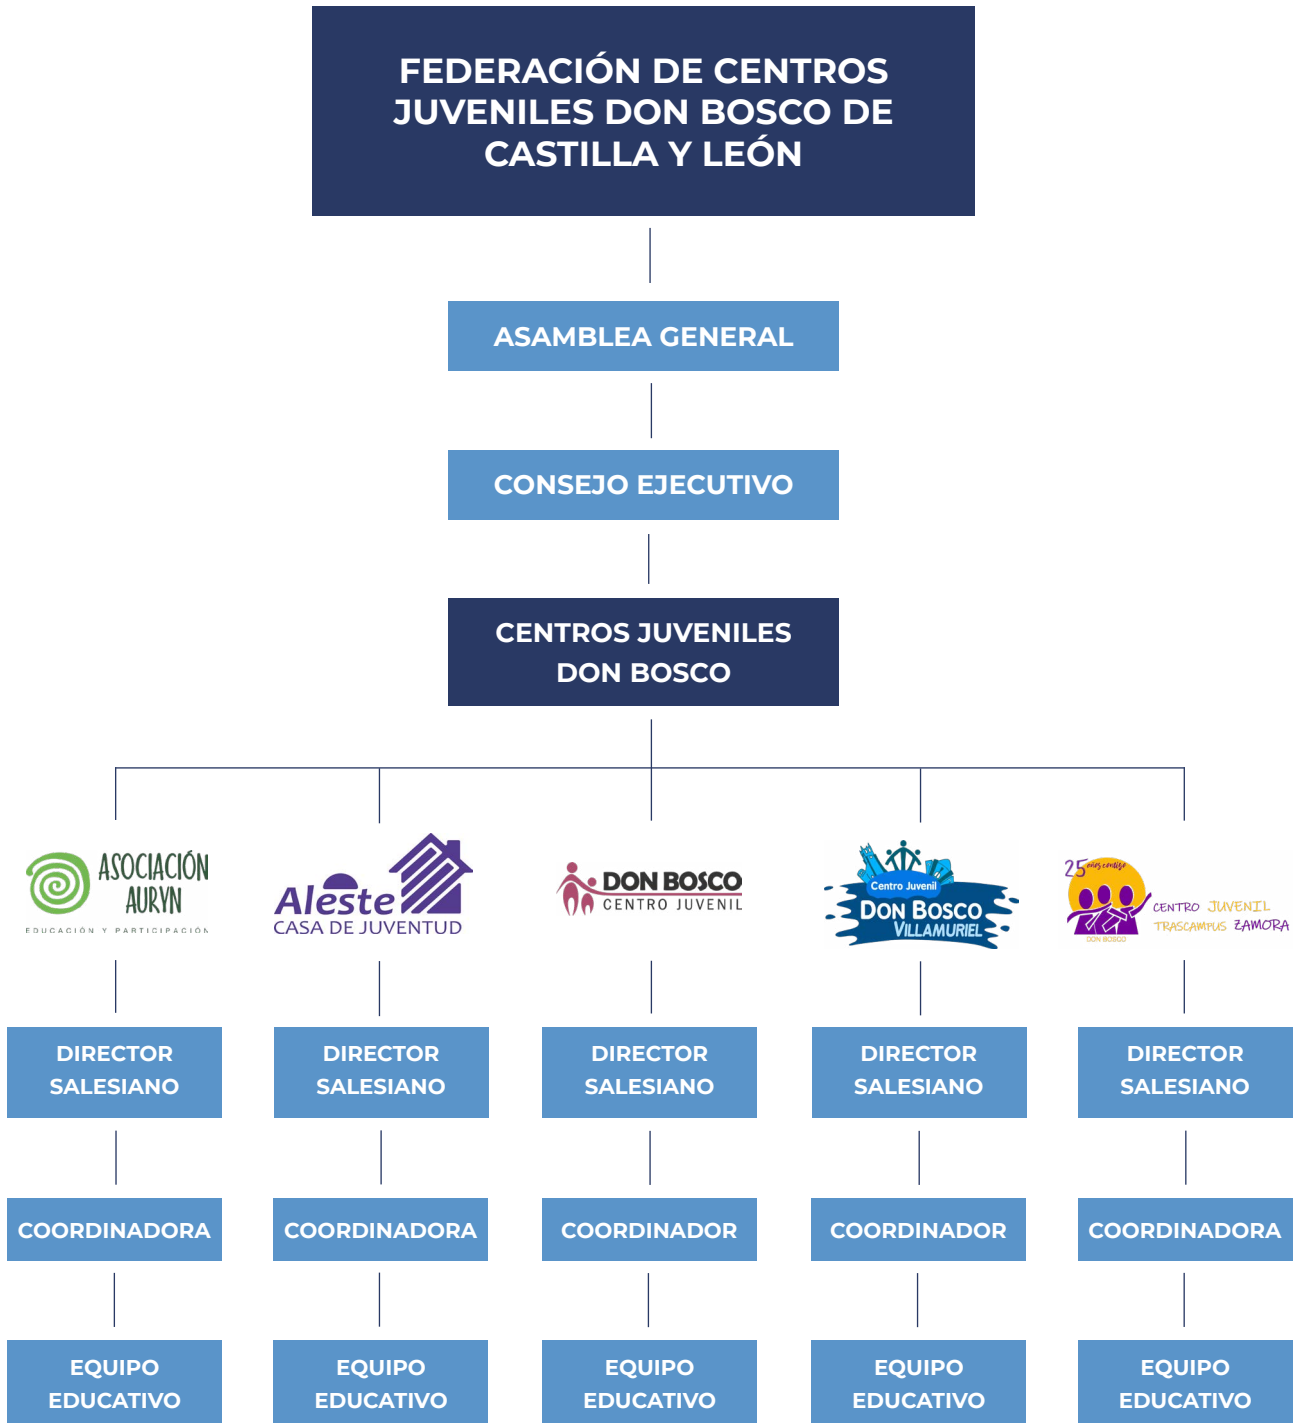 FEDERACIÓN DE CENTROS
JUVENILES DON BOSCO DE
CASTILLA Y LEÓN
ASAMBLEA GENERAL
CONSEJO EJECUTIVO
CENTROS JUVENILES
DON BOSCO
ASOCIACIÓN
AURYN
EDUCACIÓN Y PARTICIPACIÓN
Aleste
CASA DE JUVENTUD
DON BOSCO
CENTRO JUVENIL
Centro Juvenil
DON BOSCO
VILLAMURIEL
25 años contigo
CENTRO JUVENIL
TRASCAMPUS ZAMORA
DON BOSCO
DIRECTOR
SALESIANO
DIRECTOR
SALESIANO
DIRECTOR
SALESIANO
DIRECTOR
SALESIANO
DIRECTOR
SALESIANO
COORDINADORA
COORDINADORA
COORDINADOR
COORDINADOR
COORDINADORA
EQUIPO
EDUCATIVO
EQUIPO
EDUCATIVO
EQUIPO
EDUCATIVO
EQUIPO
EDUCATIVO
EQUIPO
EDUCATIVO